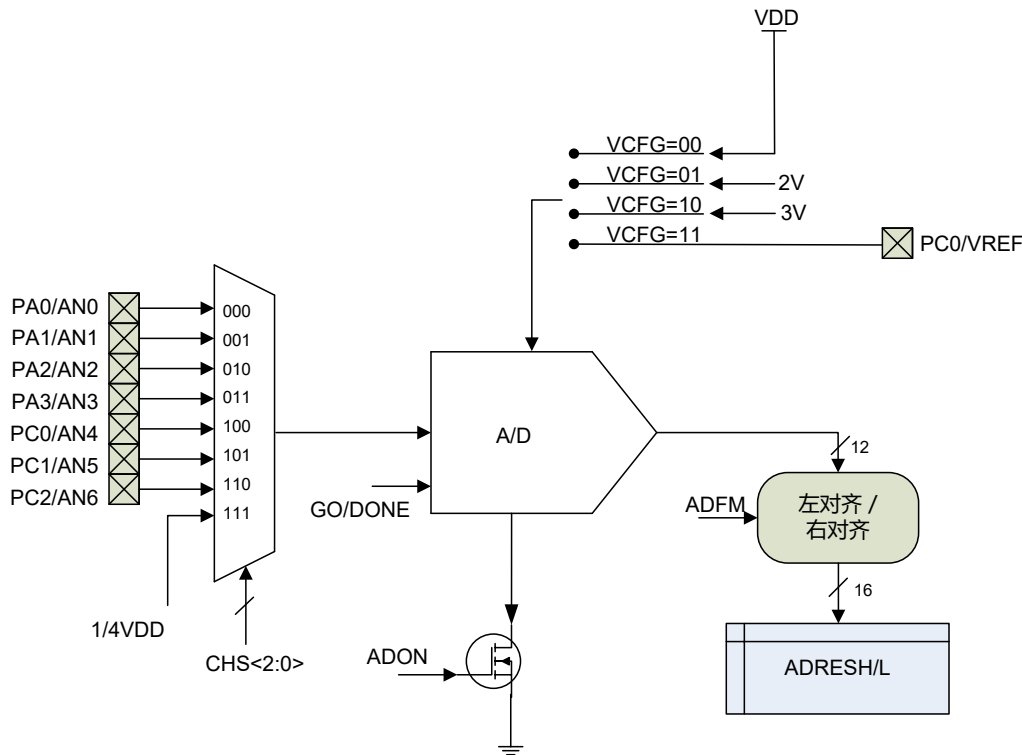 VDD
VCFG=00
VCFG=01
2V
VCFG=10
3V
VCFG=11
PC0/VREF
PA0/AN0
000
PA1/AN1
001
PA2/AN2
010
PA3/AN3
011
PC0/AN4
100
PC1/AN5
101
PC2/AN6
110
111
1/4VDD
CHS<2:0>
A/D
GO/DONE
ADON
12
ADFM
左对齐 /
右对齐
16
ADRESH/L